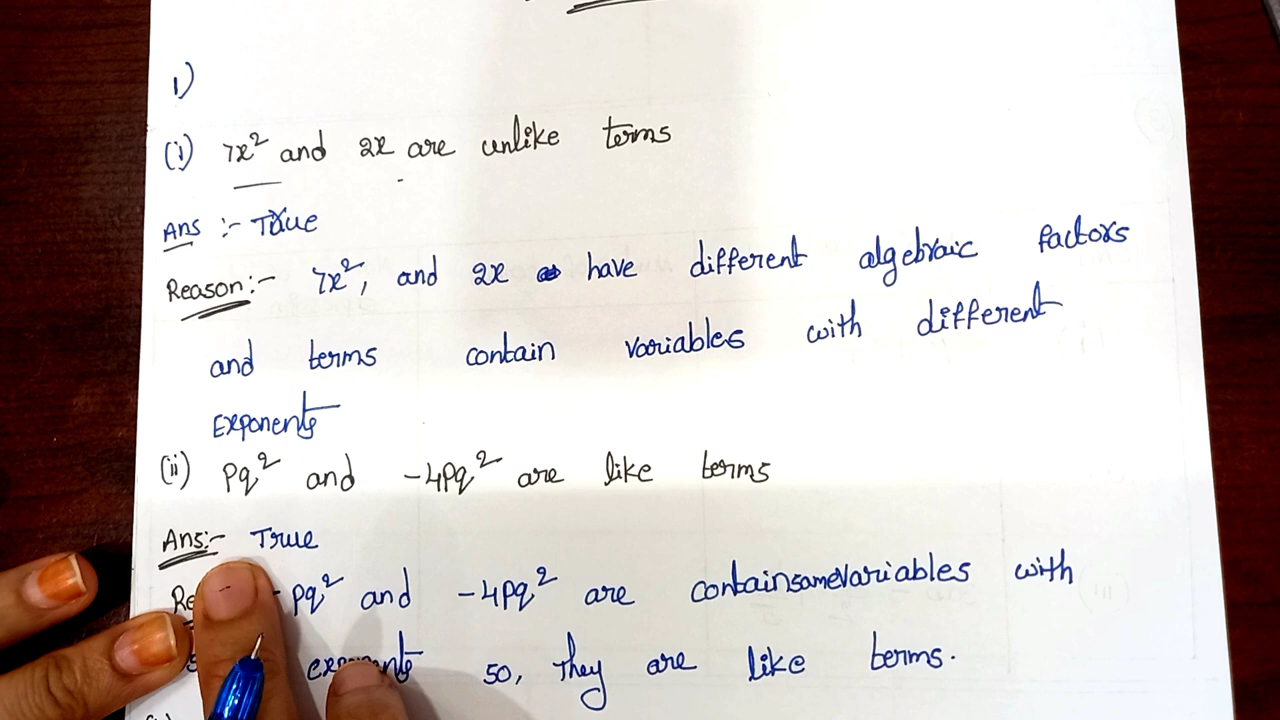 1)
(i) 7x² and 2x are unlike terms
Ans :- True
Reason:- 7x², and 2x have different algebraic factors
and terms contain variables with different
Exponents
(ii) Pq² and -4Pq² are like terms
Ans:- True
Re - Pq² and -4Pq² are contain same variables with
exponents so, they are like terms.